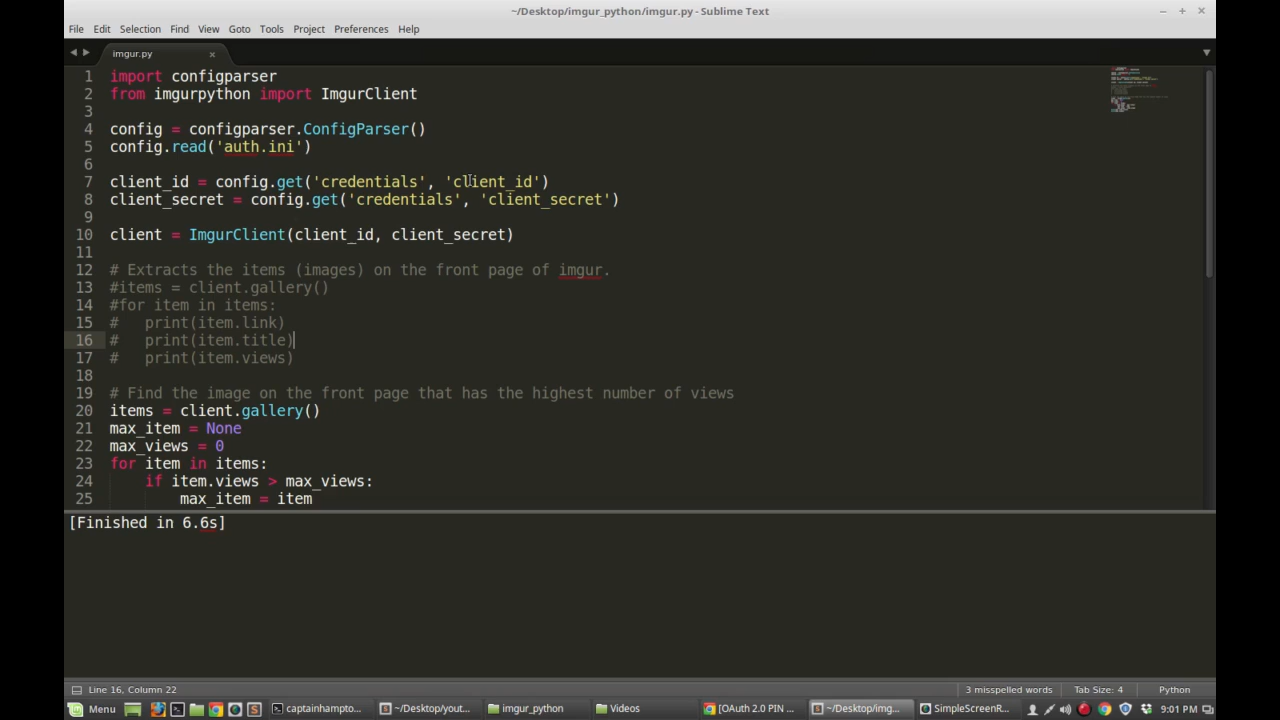 ~/Desktop/imgur_python/imgur.py - Sublime Text
File Edit Selection Find View Goto Tools Project Preferences Help
imgur.py
1 import configparser
2 from imgurpython import ImgurClient
3
4 config = configparser.ConfigParser()
5 config.read('auth.ini')
6
7 client_id = config.get('credentials', 'client_id')
8 client_secret = config.get('credentials', 'client_secret')
9
10 client = ImgurClient(client_id, client_secret)
11
12 # Extracts the items (images) on the front page of imgur.
13 #items = client.gallery()
14 #for item in items:
15 #   print(item.link)
16 #   print(item.title)
17 #   print(item.views)
18
19 # Find the image on the front page that has the highest number of views
20 items = client.gallery()
21 max_item = None
22 max_views = 0
23 for item in items:
24     if item.views > max_views:
25         max_item = item
[Finished in 6.6s]
Line 16, Column 22 3 misspelled words Tab Size: 4 Python
Menu captainhampto... ~/Desktop/yout... imgur_python Videos [OAuth 2.0 PIN ... ~/Desktop/img... SimpleScreenR... 9:01 PM